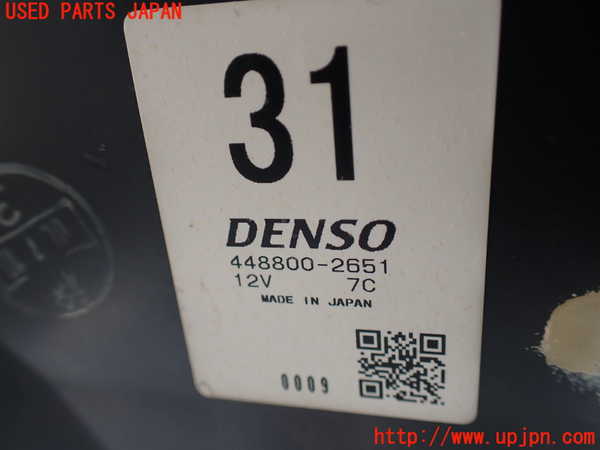 USED PARTS JAPAN
31
DENSO
448800-2651
12V 7C
MADE IN JAPAN
0009
http://www.upjpn.com